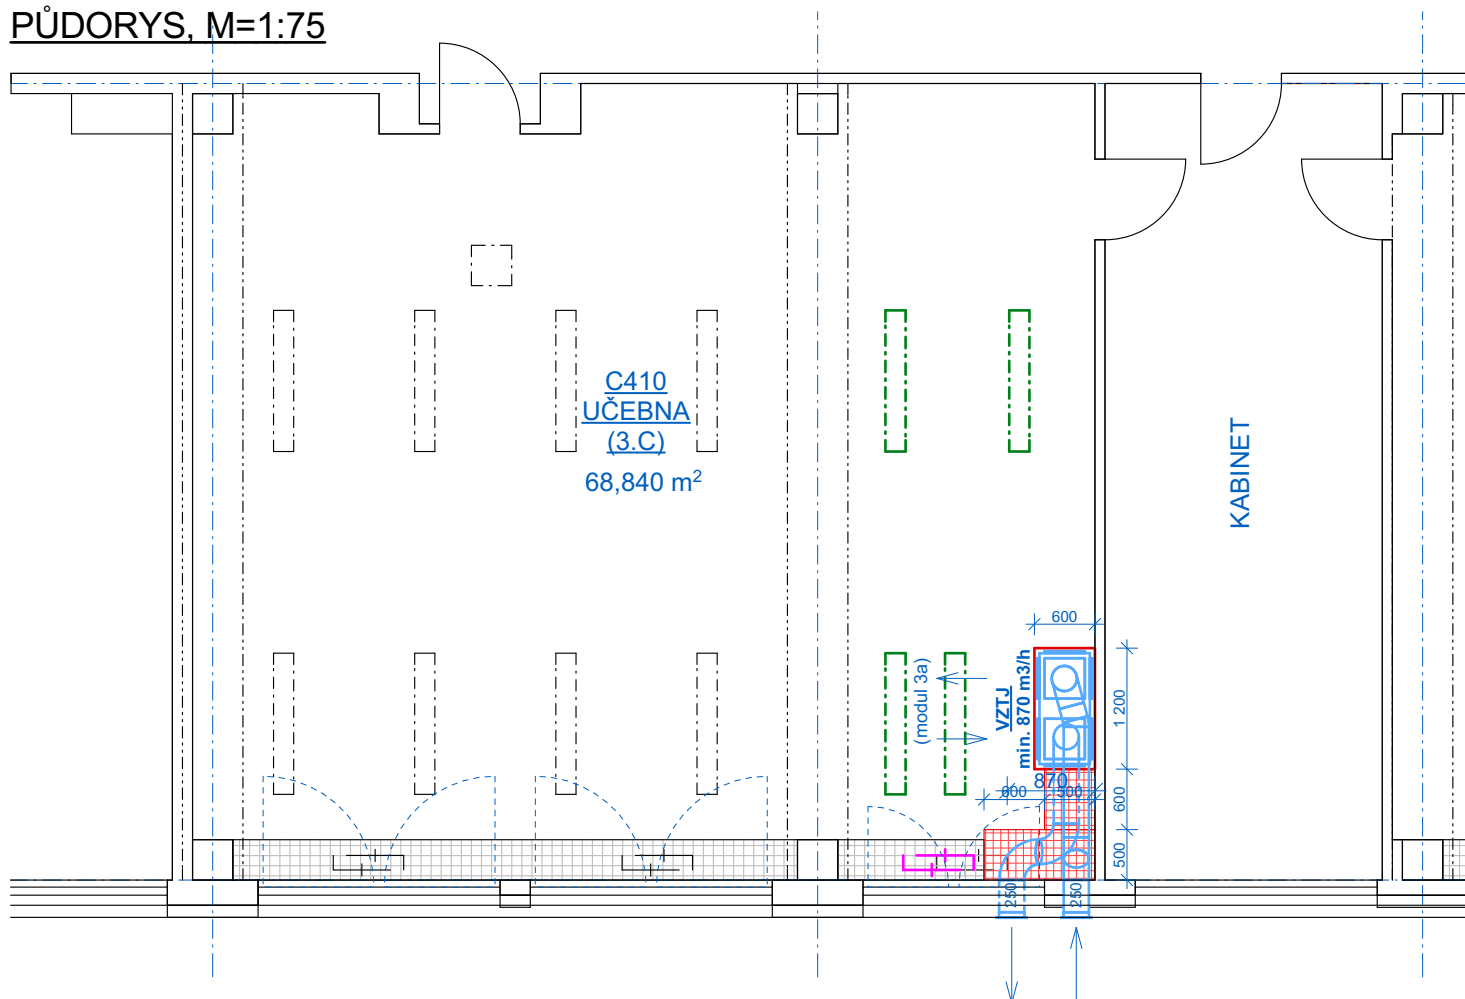 PŮDORYS, M=1:75
C410
UČEBNA
(3.C)
68,840 m²
KABINET
600
(modul 3a)
VZTJ
min. 870 m3/h
1 200
870
600
500
600
500
250
250